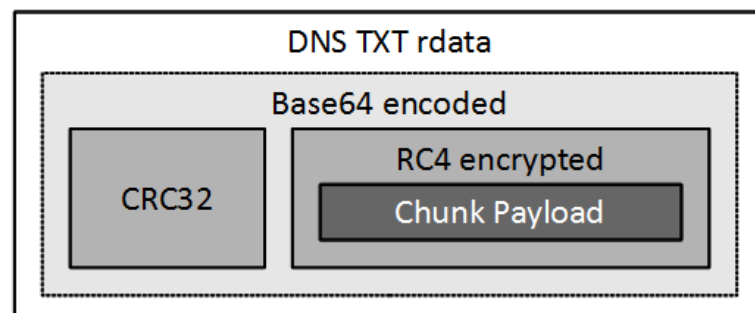 DNS TXT rdata
Base64 encoded
CRC32
RC4 encrypted
Chunk Payload